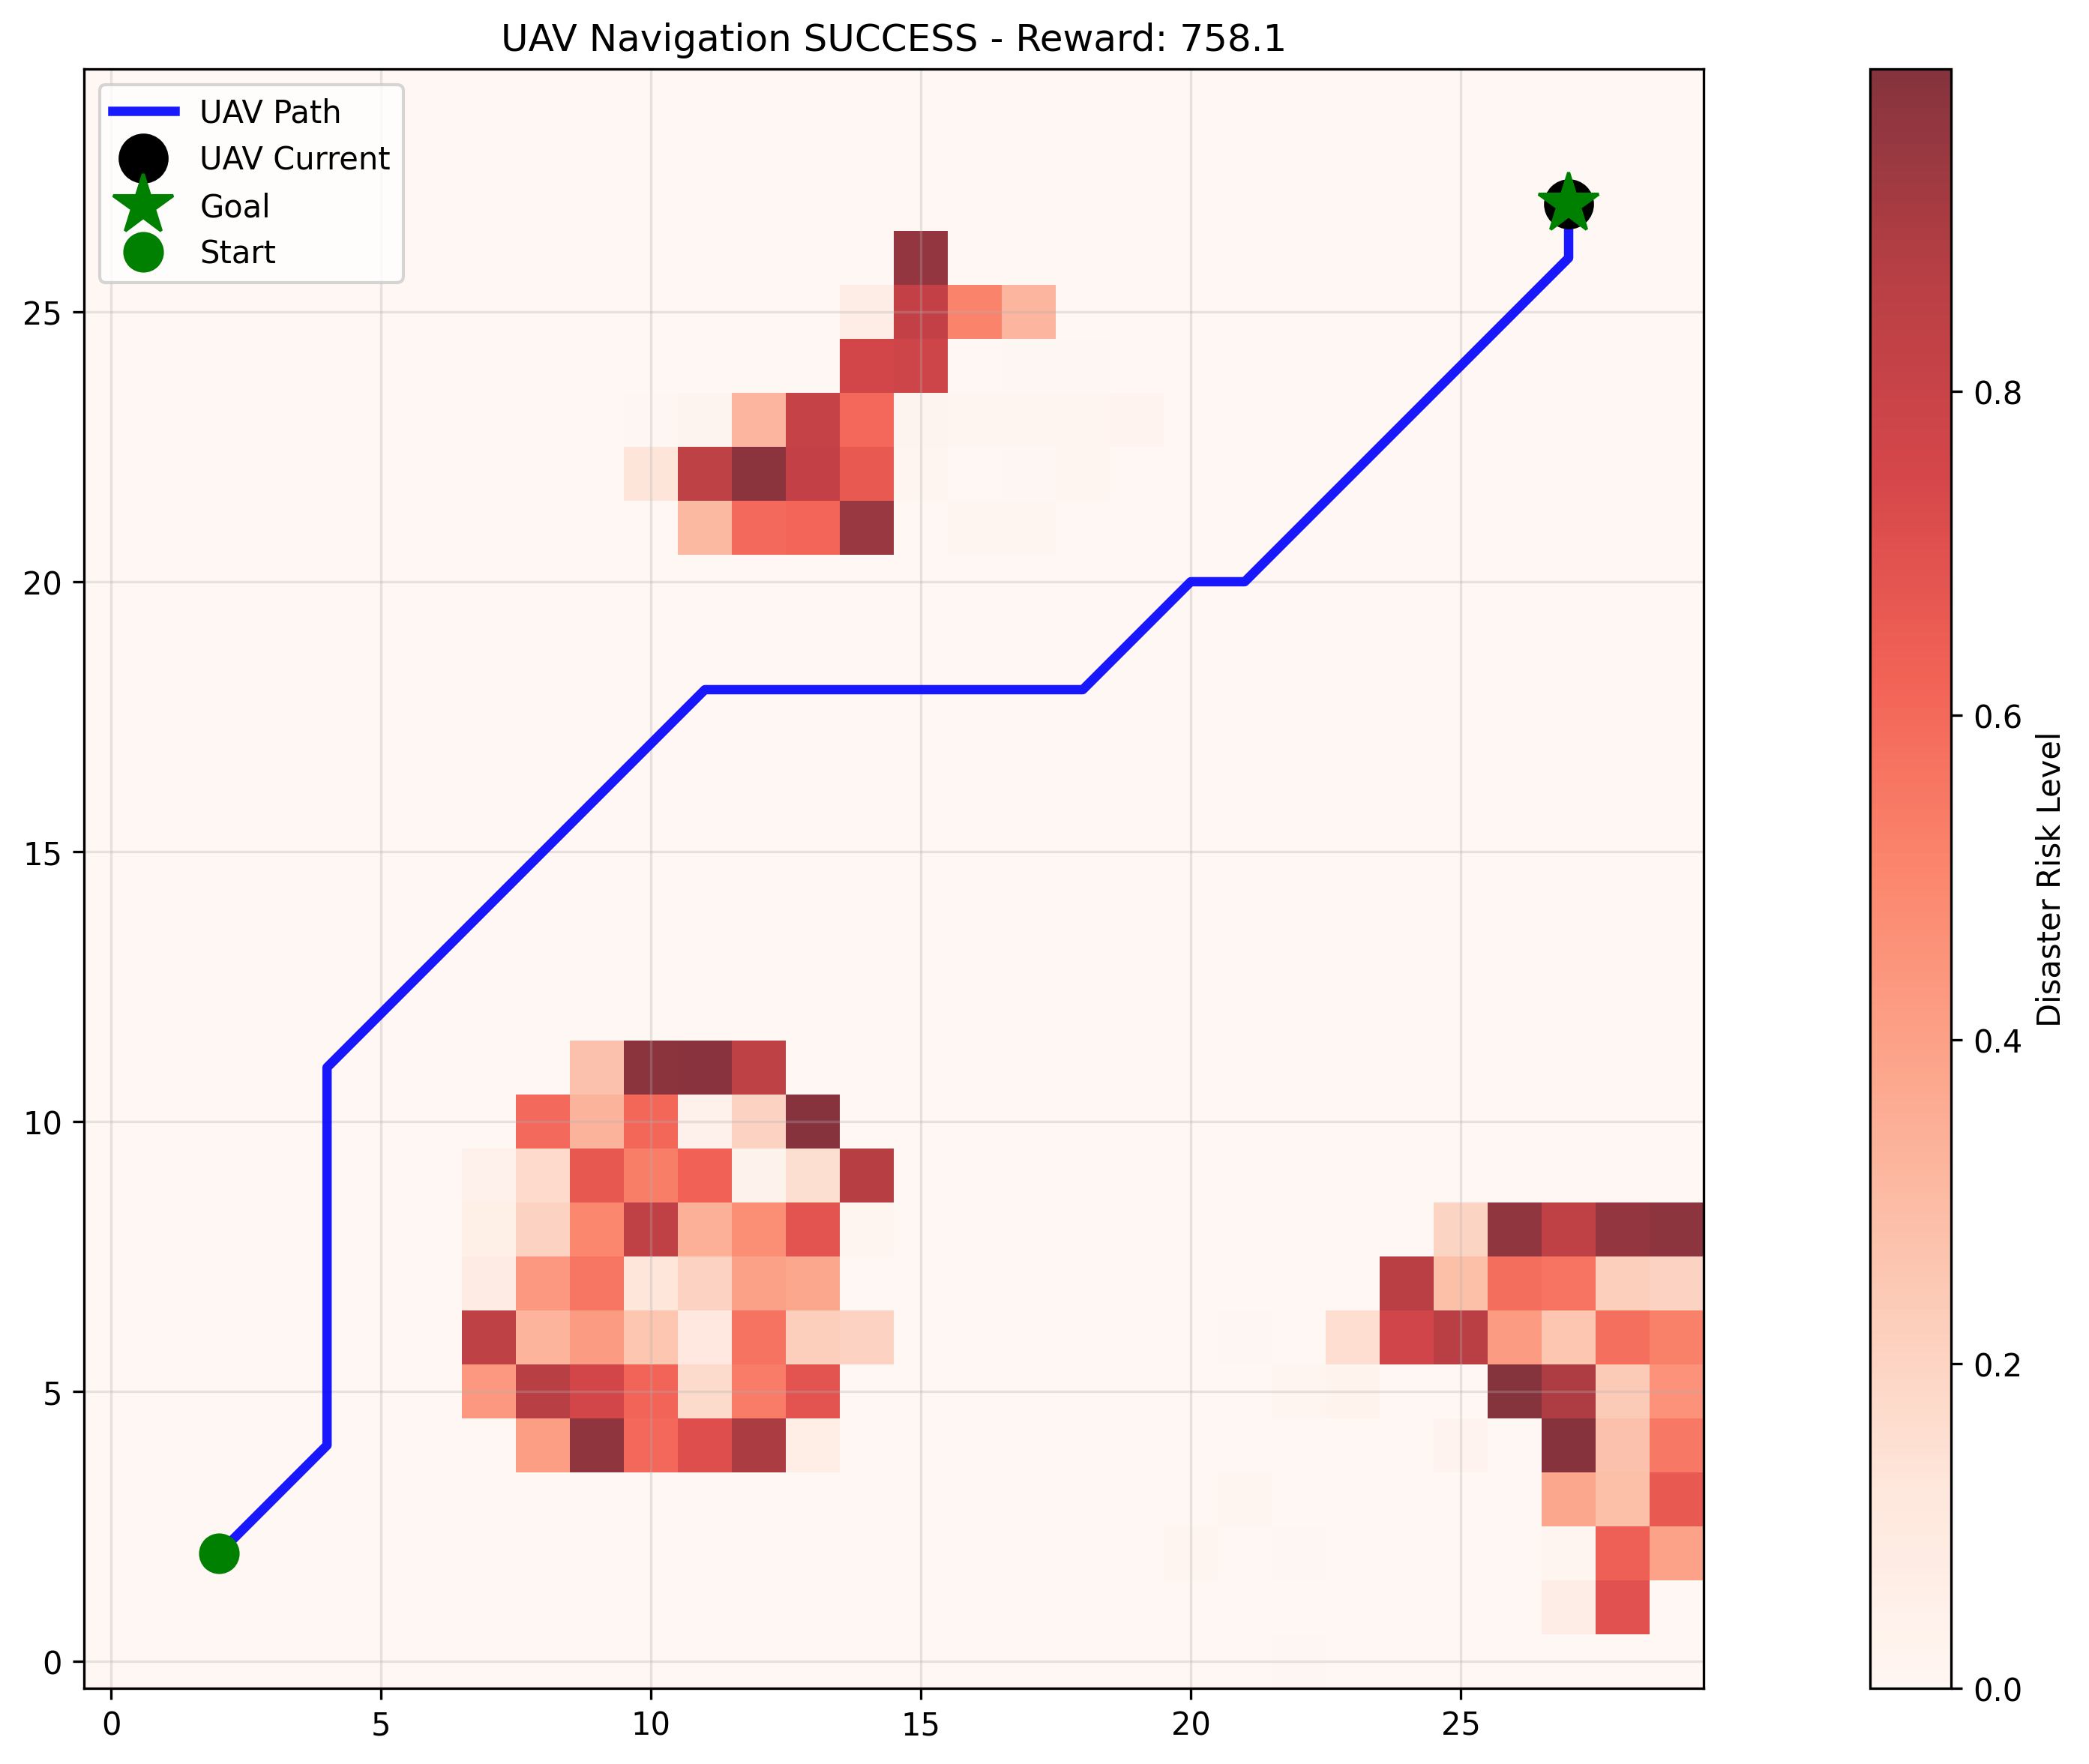 UAV Navigation SUCCESS - Reward: 758.1
UAV Path
UAV Current
Goal
Start
25
20
15
10
5
0
0 5 10 15 20 25
0.8
0.6
0.4
0.2
0.0
Disaster Risk Level